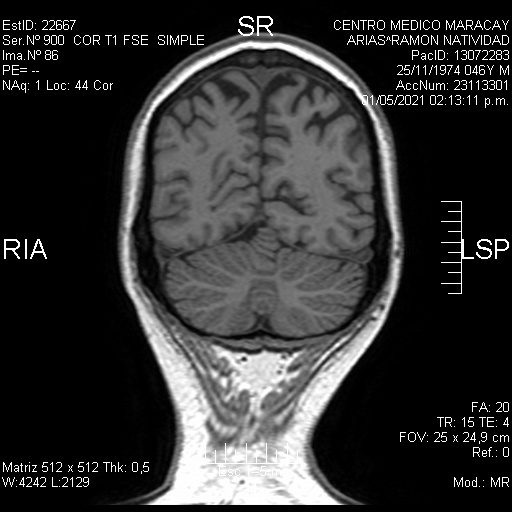 EstID: 22667
Ser.Nº 900 COR T1 FSE SIMPLE
Im.Nº 86
PE= --
NAq: 1 Loc: 44 Cor
SR
CENTRO MEDICO MARACAY
ARIAS^RAMON NATIVIDAD
PacID: 13072283
25/11/1974 046Y M
AccNum: 23113301
01/05/2021 02:13:11 p.m.
RIA
LSP
FA: 20
TR: 15 TE: 4
FOV: 25 x 24,9 cm
Ref.: 0
Mod.: MR
Matriz 512 x 512 Thk: 0,5
W:4242 L:2129